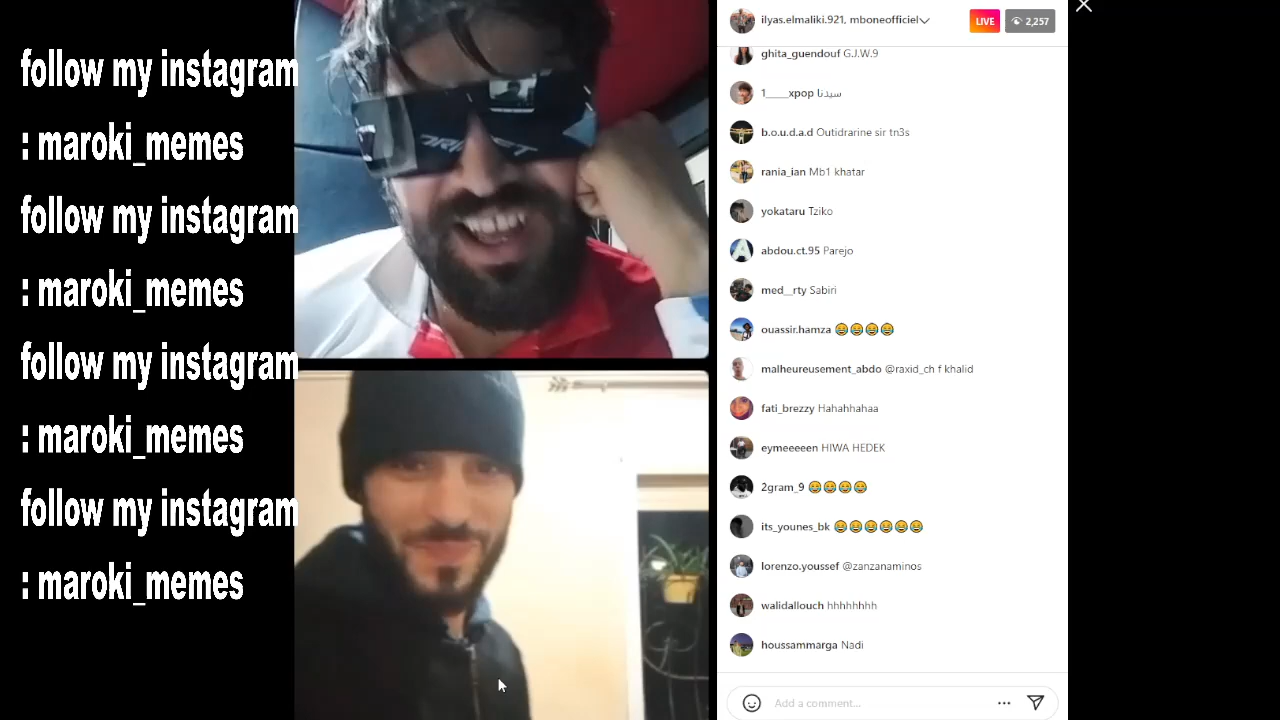 follow my instagram
: maroki_memes
follow my instagram
: maroki_memes
follow my instagram
: maroki_memes
follow my instagram
: maroki_memes
ilyas.elmaliki.921, mboneofficiel
LIVE
2,257
ghita_guendouf G.J.W.9
1____xpop سيدنا
b.o.u.d.a.d Outidrarine sir tn3s
rania_ian Mb1 khatar
yokataru Tziko
abdou.ct.95 Parejo
med__rty Sabiri
ouassir.hamza 😂😂😂😂
malheureusement_abdo @raxid_ch f khalid
fati_brezzy Hahahhahaa
eymeeeeen HIWA HEDEK
2gram_9 😂😂😂😂
its_younes_bk 😂😂😂😂😂😂
lorenzo.youssef @zanzanaminos
walidallouch hhhhhhhh
houssammarga Nadi
Add a comment...